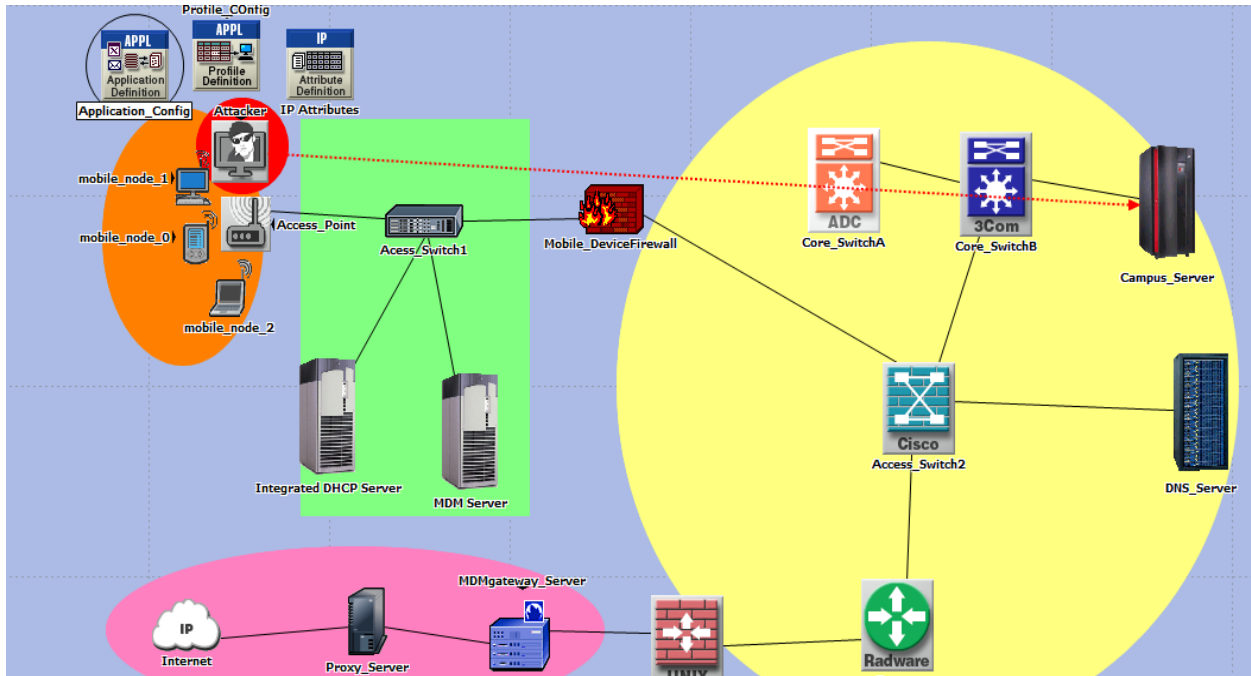 Profile_COnfig
APPL
Application
Definition
Application_Config
APPL
Profile
Definition
IP
Attribute
Definition
IP Attributes
Attacker
mobile_node_1
mobile_node_0
mobile_node_2
Access_Point
Acess_Switch1
Mobile_DeviceFirewall
ADC
Core_SwitchA
3Com
Core_SwitchB
Campus_Server
Cisco
Access_Switch2
DNS_Server
Integrated DHCP Server
MDM Server
MDMgateway_Server
IP
Internet
Proxy_Server
UNIX
Radware